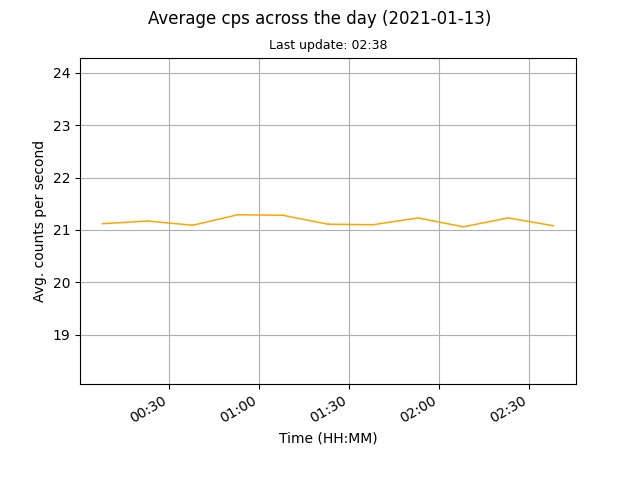 Average cps across the day (2021-01-13)
Last update: 02:38
24
23
22
21
20
19
Avg. counts per second
00:30
01:00
01:30
02:00
02:30
Time (HH:MM)